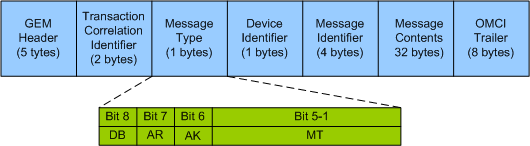 GEM
Header
(5 tytes)
Transaction
Correlation
Identifier
(2 bytes)
Message
Type
(1 bytes)
Device
Identifier
(1 bytes)
Message
Identifier
(4 bytes)
Message
Contents
32 bytes)
OMCI
Trailer
(8 bytes)
Bit 8 Bit 7 Bit 6 Bit 5-1
DB AR AK MT